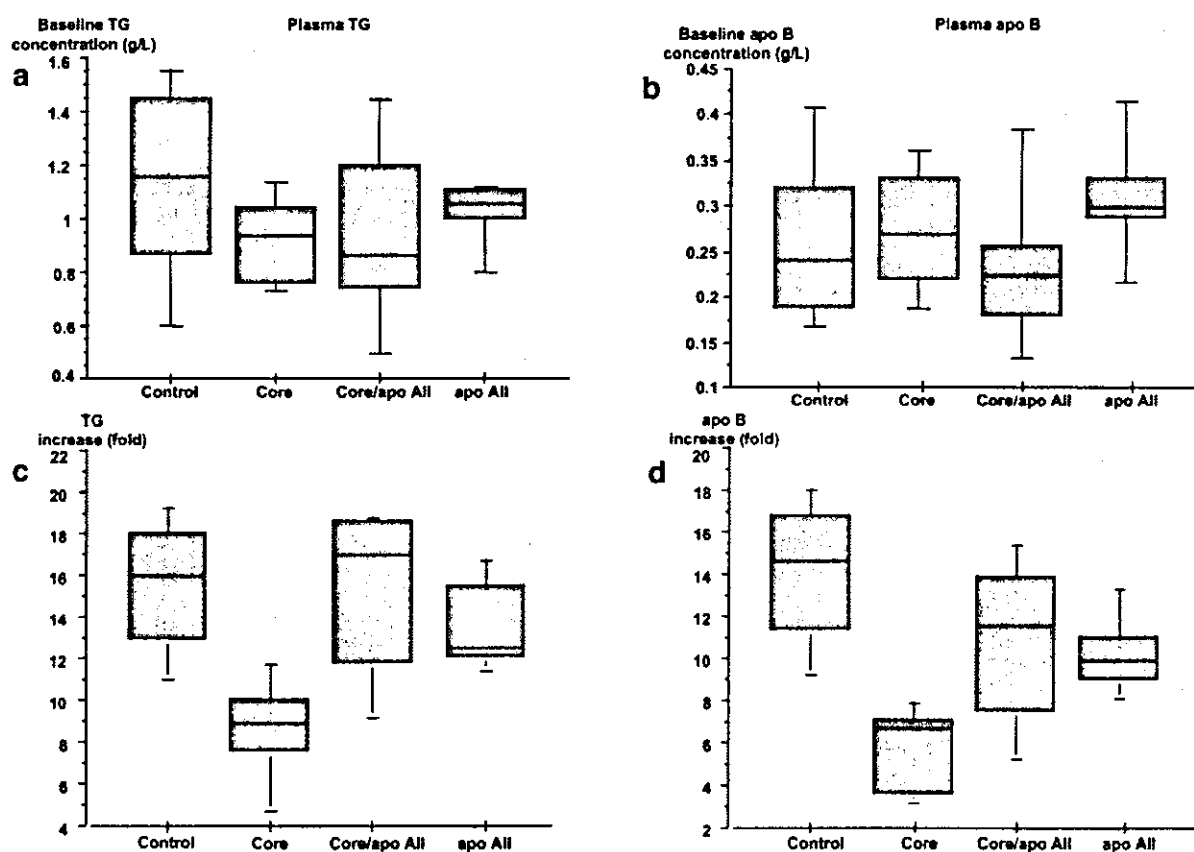 Baseline TG
concentration (g/L)
Plasma TG
a
1.6
1.4
1.2
1
0.8
0.6
0.4
Control
Core
Core/apo AII
apo AII
Baseline apo B
concentration (g/L)
Plasma apo B
b
0.45
0.4
0.35
0.3
0.25
0.2
0.15
0.1
Control
Core
Core/apo AII
apo AII
TG
increase (fold)
c
22
20
18
16
14
12
10
8
6
4
Control
Core
Core/apo AII
apo AII
apo B
increase (fold)
d
20
18
16
14
12
10
8
6
4
2
Control
Core
Core/apo AII
apo AII